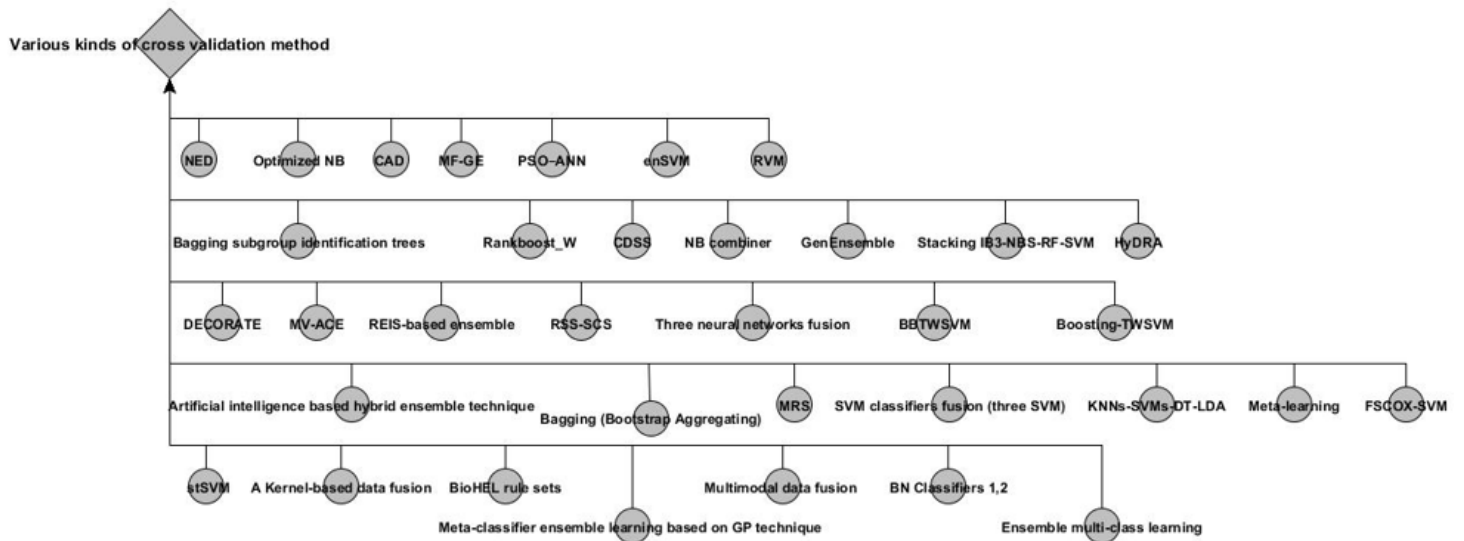 Various kinds of cross validation method
NED Optimized NB CAD MF-GE PSO-ANN enSVM RVM
Bagging subgroup identification trees Rankboost_W CDSS NB combiner GenEnsemble Stacking IB3-NBS-RF-SVM HyDRA
DECORATE MV-ACE REIS-based ensemble RSS-SCS Three neural networks fusion BBTWSVM Boosting-TWSVM
Artificial intelligence based hybrid ensemble technique MRS SVM classifiers fusion (three SVM) KNNs-SVMs-DT-LDA Meta-learning FSCOX-SVM
Bagging (Bootstrap Aggregating)
stSVM A Kernel-based data fusion BioHEL rule sets Multimodal data fusion BN Classifiers 1,2
Meta-classifier ensemble learning based on GP technique Ensemble multi-class learning